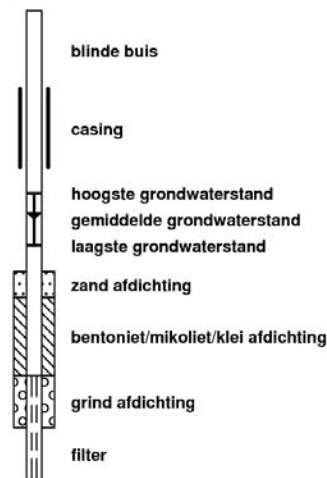 blinde buis
casing
hoogste grondwaterstand
gemiddelde grondwaterstand
laagste grondwaterstand
zand afdichting
bentoniet/mikoliet/klei afdichting
grind afdichting
filter